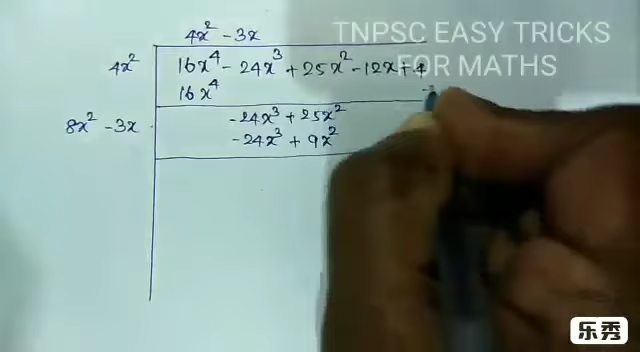 4x² - 3x
TNPSC EASY TRICKS
FOR MATHS
4x² 16x⁴ - 24x³ + 25x² - 12x + 4
16x⁴
8x² - 3x -24x³ + 25x²
-24x³ + 9x²
乐秀